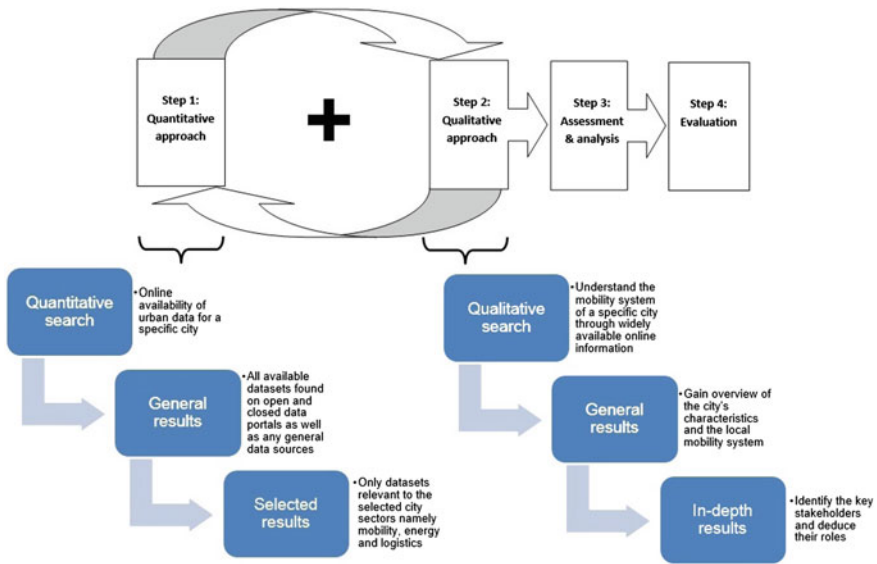 Step 1:
Quantitative
approach
Step 2:
Qualitative
approach
Step 3:
Assessment
& analysis
Step 4:
Evaluation
Quantitative
search
•Online
availability of
urban data for a
specific city
General
results
•All available
datasets found
on open and
closed data
portals as well
as any general
data sources
Selected
results
•Only datasets
relevant to the
selected city
sectors namely
mobility, energy
and logistics
Qualitative
search
•Understand the
mobility system
of a specific city
through widely
available online
information
General
results
•Gain overview of
the city's
characteristics
and the local
mobility system
In-depth
results
•Identify the key
stakeholders
and deduce
their roles